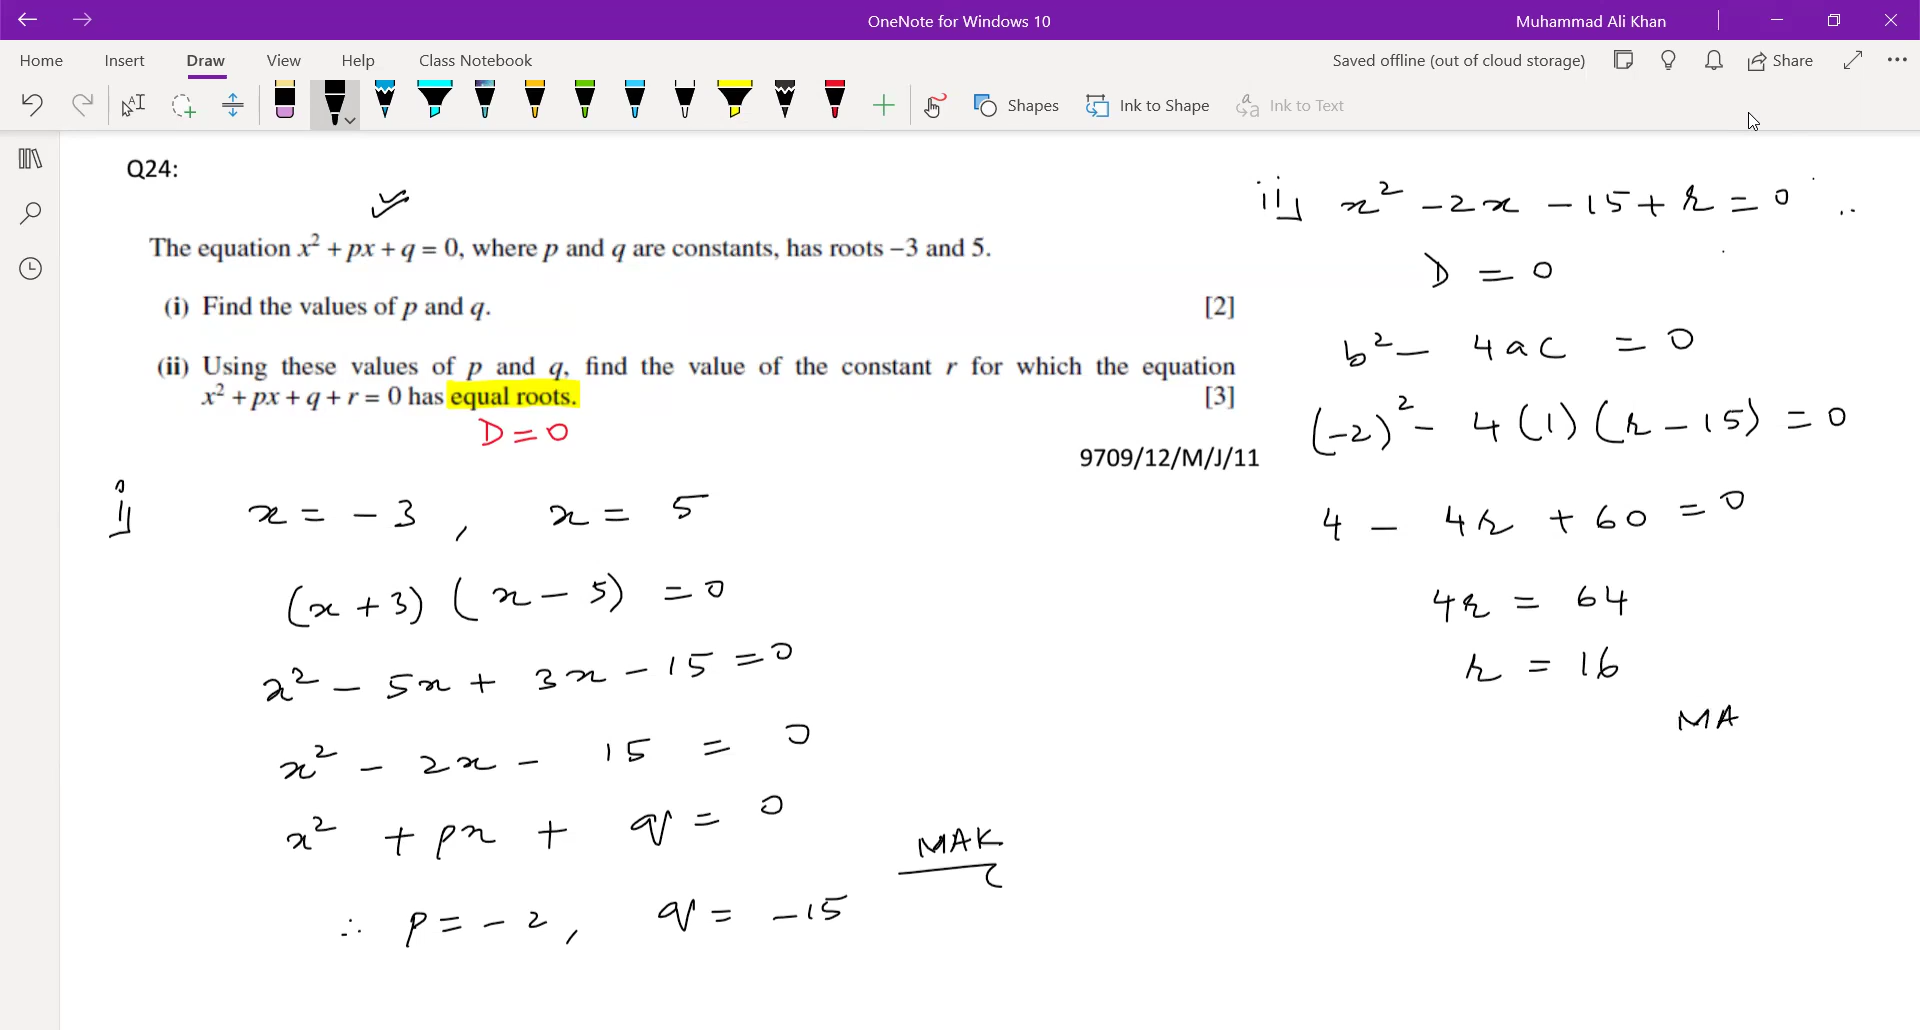 OneNote for Windows 10
Muhammad Ali Khan
Home Insert Draw View Help Class Notebook
Saved offline (out of cloud storage)
Share
Shapes
Ink to Shape
Ink to Text
Q24:
The equation x² + px + q = 0, where p and q are constants, has roots −3 and 5.
(i) Find the values of p and q. [2]
(ii) Using these values of p and q, find the value of the constant r for which the equation
x² + px + q + r = 0 has equal roots. [3]
D = 0
9709/12/M/J/11
i) x = -3, x = 5
(x+3) (x-5) = 0
x² - 5x + 3x - 15 = 0
x² - 2x - 15 = 0
x² + px + q = 0
MAK
∴ p = -2, q = -15
ii) x² - 2x - 15 + r = 0
D = 0
b² - 4ac = 0
(-2)² - 4(1)(r-15) = 0
4 - 4r + 60 = 0
4r = 64
r = 16
MA